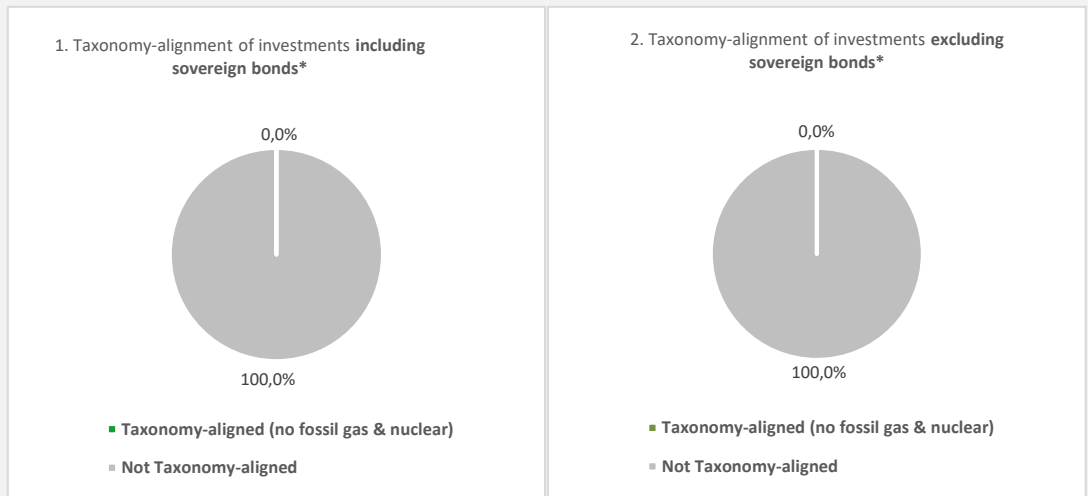 1. Taxonomy-alignment of investments including
sovereign bonds*
0,0%
100,0%
Taxonomy-aligned (no fossil gas & nuclear)
Not Taxonomy-aligned
2. Taxonomy-alignment of investments excluding
sovereign bonds*
0,0%
100,0%
Taxonomy-aligned (no fossil gas & nuclear)
Not Taxonomy-aligned